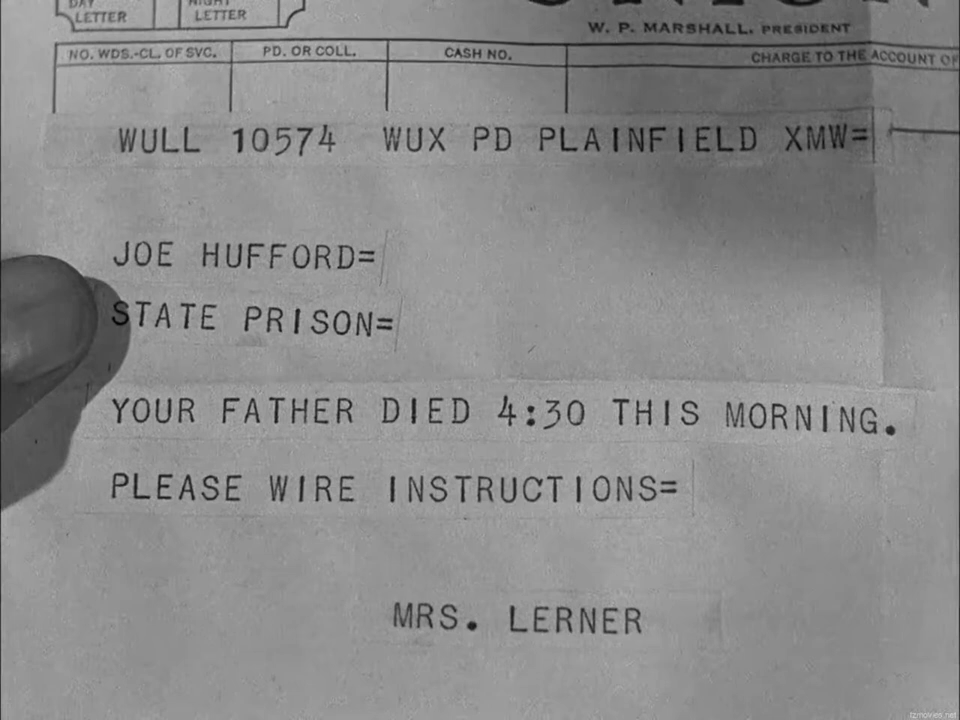 DAY
LETTER
NIGHT
LETTER
UNION
W. P. MARSHALL, PRESIDENT
NO. WDS.-CL. OF SVC.
PD. OR COLL.
CASH NO.
CHARGE TO THE ACCOUNT OF
WULL 10574 WUX PD PLAINFIELD XMW=
JOE HUFFORD=
STATE PRISON=
YOUR FATHER DIED 4:30 THIS MORNING.
PLEASE WIRE INSTRUCTIONS=
MRS. LERNER